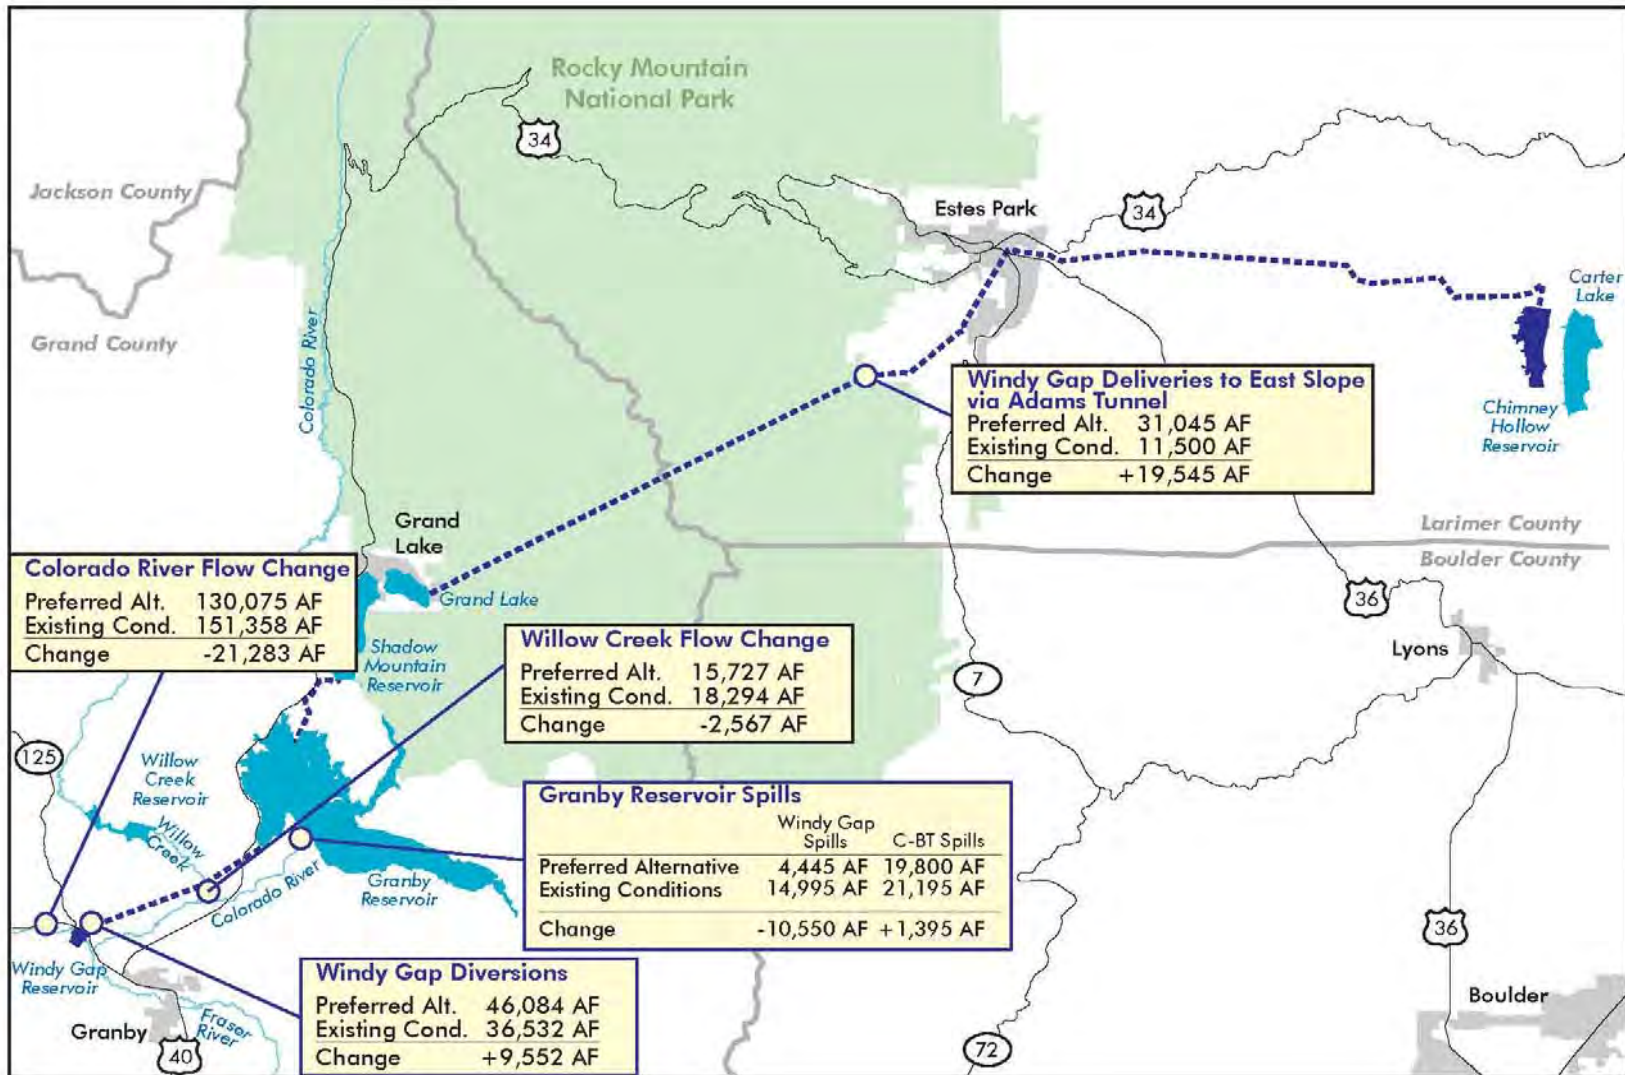 Rocky Mountain
National Park
34
Jackson County
Grand County
Estes Park
34
Carter
Lake
Colorado River
Windy Gap Deliveries to East Slope
via Adams Tunnel
Preferred Alt. 31,045 AF
Existing Cond. 11,500 AF
Change +19,545 AF
Chimney
Hollow
Reservoir
Grand
Lake
Larimer County
Boulder County
Colorado River Flow Change
Preferred Alt. 130,075 AF
Existing Cond. 151,358 AF
Change -21,283 AF
Grand Lake
36
Willow Creek Flow Change
Preferred Alt. 15,727 AF
Existing Cond. 18,294 AF
Change -2,567 AF
Shadow
Mountain
Reservoir
Lyons
7
125
Willow
Creek
Reservoir
Willow
Creek
Granby Reservoir Spills
Windy Gap
Spills C-BT Spills
Preferred Alternative 4,445 AF 19,800 AF
Existing Conditions 14,995 AF 21,195 AF
Change -10,550 AF +1,395 AF
Colorado River
Granby
Reservoir
36
Windy Gap
Reservoir
Windy Gap Diversions
Preferred Alt. 46,084 AF
Existing Cond. 36,532 AF
Change +9,552 AF
Granby
Fraser
River
40
Boulder
72